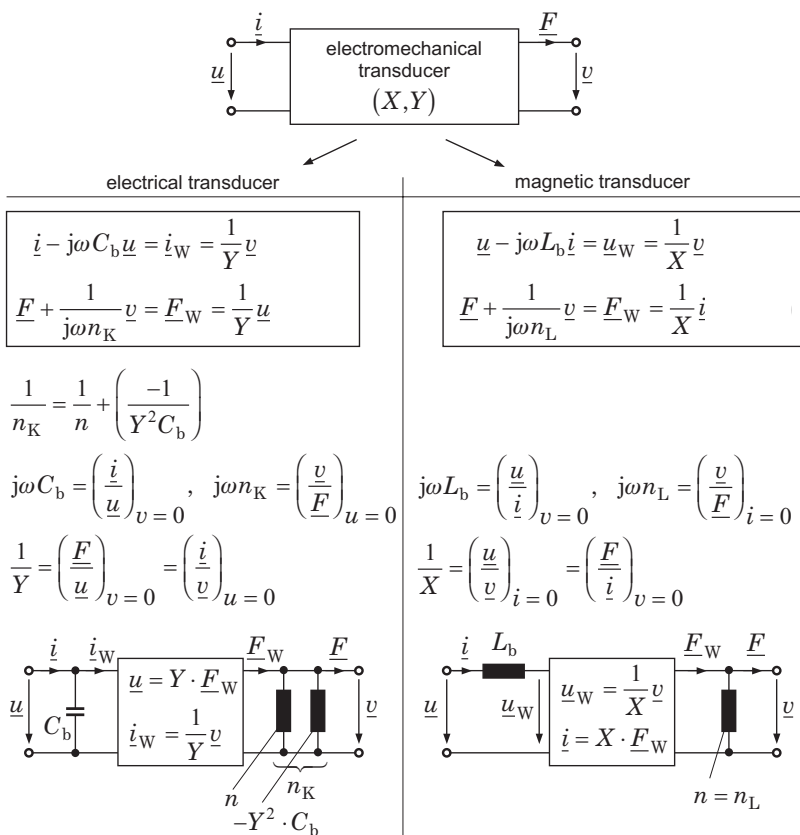 i F
u electromechanical transducer (X,Y) v
electrical transducer
i − jωC_b u = i_W = 1/Y v
F + 1/(jωn_K) v = F_W = 1/Y u
1/n_K = 1/n + (−1/(Y²C_b))
jωC_b = (i/u)_{v=0} , jωn_K = (v/F)_{u=0}
1/Y = (F/u)_{v=0} = (i/v)_{u=0}
i i_W F_W F
u C_b u = Y · F_W v
i_W = 1/Y v
n n_K
−Y² · C_b
magnetic transducer
u − jωL_b i = u_W = 1/X v
F + 1/(jωn_L) v = F_W = 1/X i
jωL_b = (u/i)_{v=0} , jωn_L = (v/F)_{i=0}
1/X = (u/v)_{i=0} = (F/i)_{v=0}
i L_b F_W F
u u_W u_W = 1/X v v
i = X · F_W
n = n_L